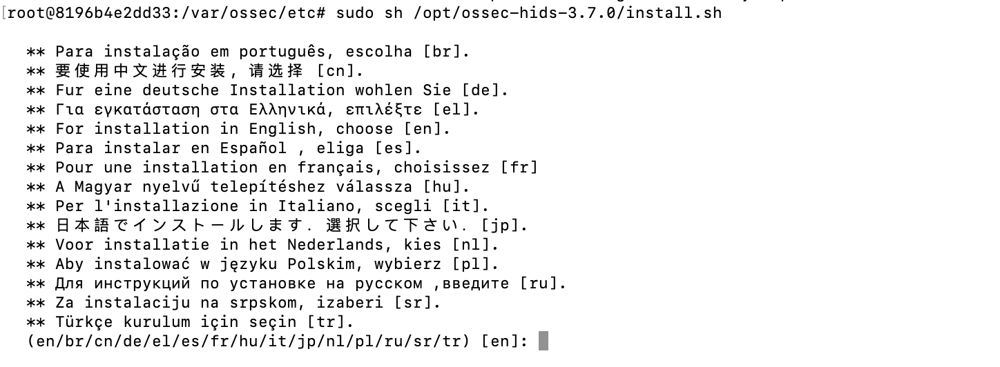 [root@8196b4e2dd33:/var/ossec/etc# sudo sh /opt/ossec-hids-3.7.0/install.sh
** Para instalação em português, escolha [br].
** 要使用中文进行安装, 请选择 [cn].
** Fur eine deutsche Installation wohlen Sie [de].
** Για εγκατάσταση στα Ελληνικά, επιλέξτε [el].
** For installation in English, choose [en].
** Para instalar en Español , eliga [es].
** Pour une installation en français, choisissez [fr]
** A Magyar nyelvű telepítéshez válassza [hu].
** Per l'installazione in Italiano, scegli [it].
** 日本語でインストールします. 選択して下さい. [jp].
** Voor installatie in het Nederlands, kies [nl].
** Aby instalować w języku Polskim, wybierz [pl].
** Для инструкций по установке на русском ,введите [ru].
** Za instalaciju na srpskom, izaberi [sr].
** Türkçe kurulum için seçin [tr].
(en/br/cn/de/el/es/fr/hu/it/jp/nl/pl/ru/sr/tr) [en]: